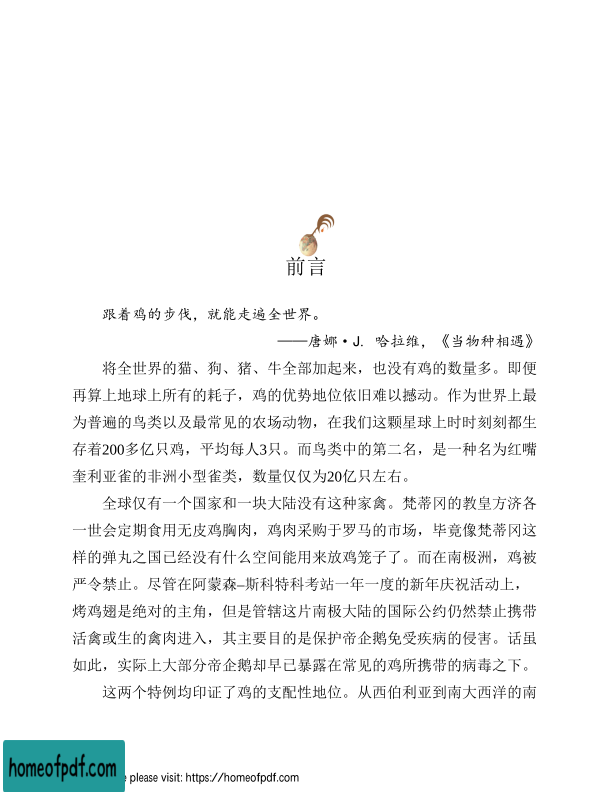 前言
跟着鸡的步伐，就能走遍全世界。
——唐娜·J. 哈拉维，《当物种相遇》
将全世界的猫、狗、猪、牛全部加起来，也没有鸡的数量多。即便
再算上地球上所有的耗子，鸡的优势地位依旧难以撼动。作为世界上最
为普遍的鸟类以及最常见的农场动物，在我们这颗星球上时时刻刻都生
存着200多亿只鸡，平均每人3只。而鸟类中的第二名，是一种名为红嘴
奎利亚雀的非洲小型雀类，数量仅仅为20亿只左右。
全球仅有一个国家和一块大陆没有这种家禽。梵蒂冈的教皇方济各
一世会定期食用无皮鸡胸肉，鸡肉采购于罗马的市场，毕竟像梵蒂冈这
样的弹丸之国已经没有什么空间能用来放鸡笼子了。而在南极洲，鸡被
严令禁止。尽管在阿蒙森–斯科特科考站一年一度的新年庆祝活动上，
烤鸡翅是绝对的主角，但是管辖这片南极大陆的国际公约仍然禁止携带
活禽或生的禽肉进入，其主要目的是保护帝企鹅免受疾病的侵害。话虽
如此，实际上大部分帝企鹅却早已暴露在常见的鸡所携带的病毒之下。
这两个特例均印证了鸡的支配性地位。从西伯利亚到南大西洋的南
homeofpdf.com
please visit: https://homeofpdf.com